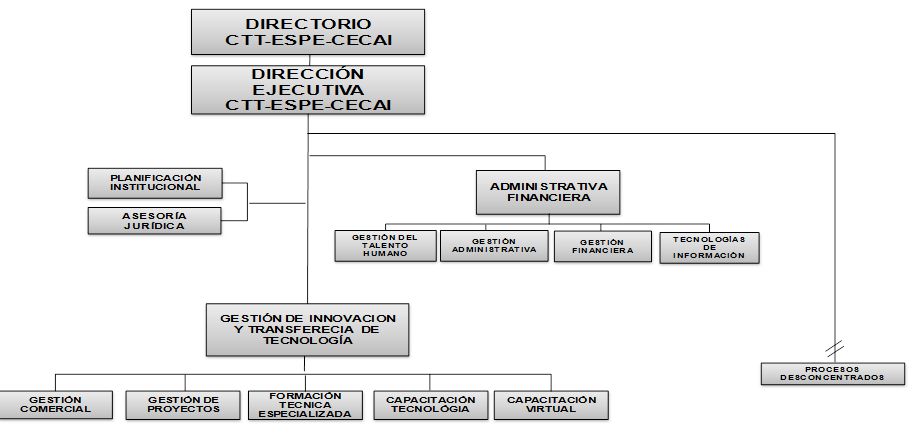 DIRECTORIO
CTT-ESPE-CECAI
DIRECCIÓN
EJECUTIVA
CTT-ESPE-CECAI
PLANIFICACIÓN
INSTITUCIONAL
ASESORÍA
JURÍDICA
ADMINISTRATIVA
FINANCIERA
GESTIÓN DEL
TALENTO
HUMANO
GESTIÓN
ADMINISTRATIVA
GESTIÓN
FINANCIERA
TECNOLOGÍAS
DE
INFORMACIÓN
GESTIÓN DE INNOVACION
Y TRANSFERECIA DE
TECNOLOGÍA
PROCESOS
DESCONCENTRADOS
GESTIÓN
COMERCIAL
GESTIÓN DE
PROYECTOS
FORMACIÓN
TECNICA
ESPECIALIZADA
CAPACITACIÓN
TECNOLÓGIA
CAPACITACIÓN
VIRTUAL